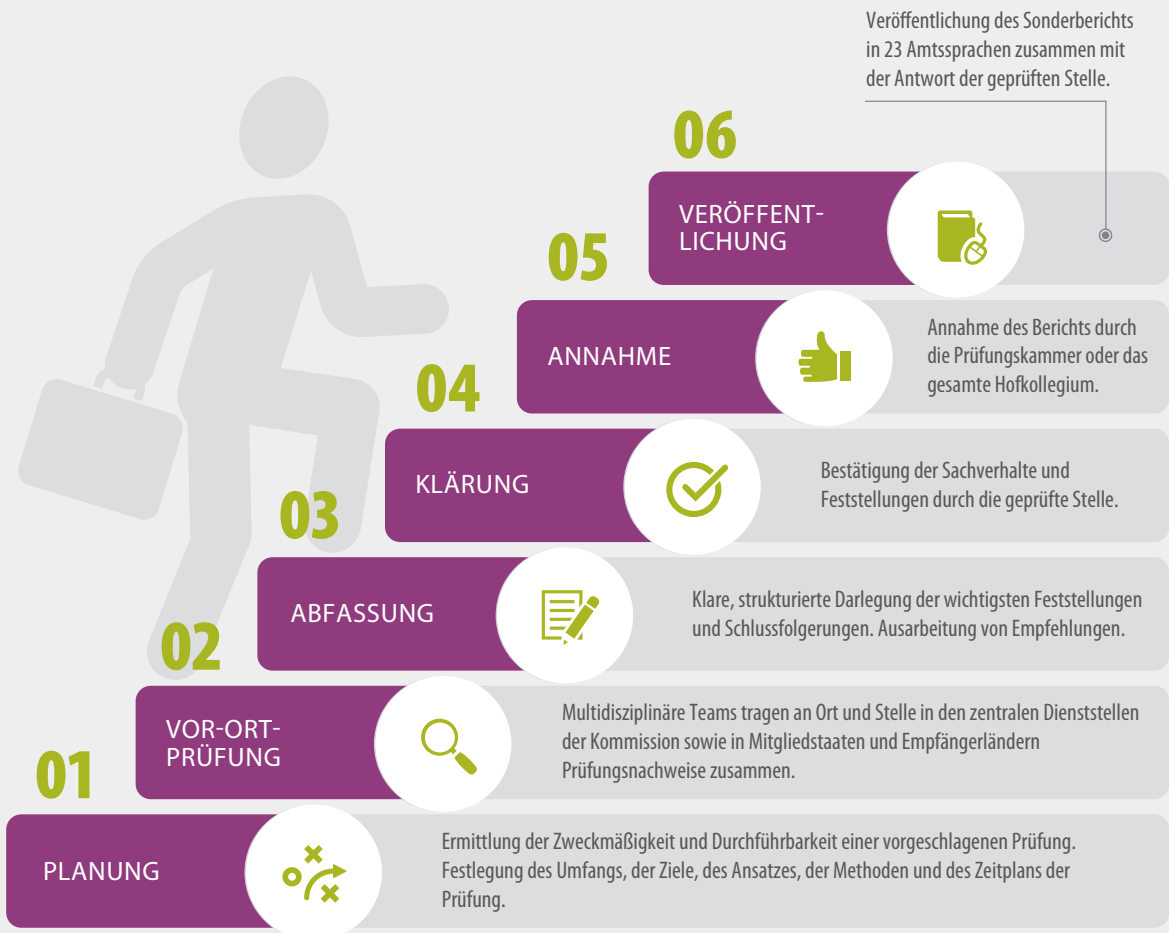 Veröffentlichung des Sonderberichts
in 23 Amtssprachen zusammen mit
der Antwort der geprüften Stelle.
06
VERÖFFENT-
LICHUNG
05
ANNAHME
Annahme des Berichts durch
die Prüfungskammer oder das
gesamte Hofkollegium.
04
KLÄRUNG
Bestätigung der Sachverhalte und
Feststellungen durch die geprüfte Stelle.
03
ABFASSUNG
Klare, strukturierte Darlegung der wichtigsten Feststellungen
und Schlussfolgerungen. Ausarbeitung von Empfehlungen.
02
VOR-ORT-
PRÜFUNG
Multidisziplinäre Teams tragen an Ort und Stelle in den zentralen Dienststellen
der Kommission sowie in Mitgliedstaaten und Empfängerländern
Prüfungsnachweise zusammen.
01
PLANUNG
Ermittlung der Zweckmäßigkeit und Durchführbarkeit einer vorgeschlagenen Prüfung.
Festlegung des Umfangs, der Ziele, des Ansatzes, der Methoden und des Zeitplans der
Prüfung.